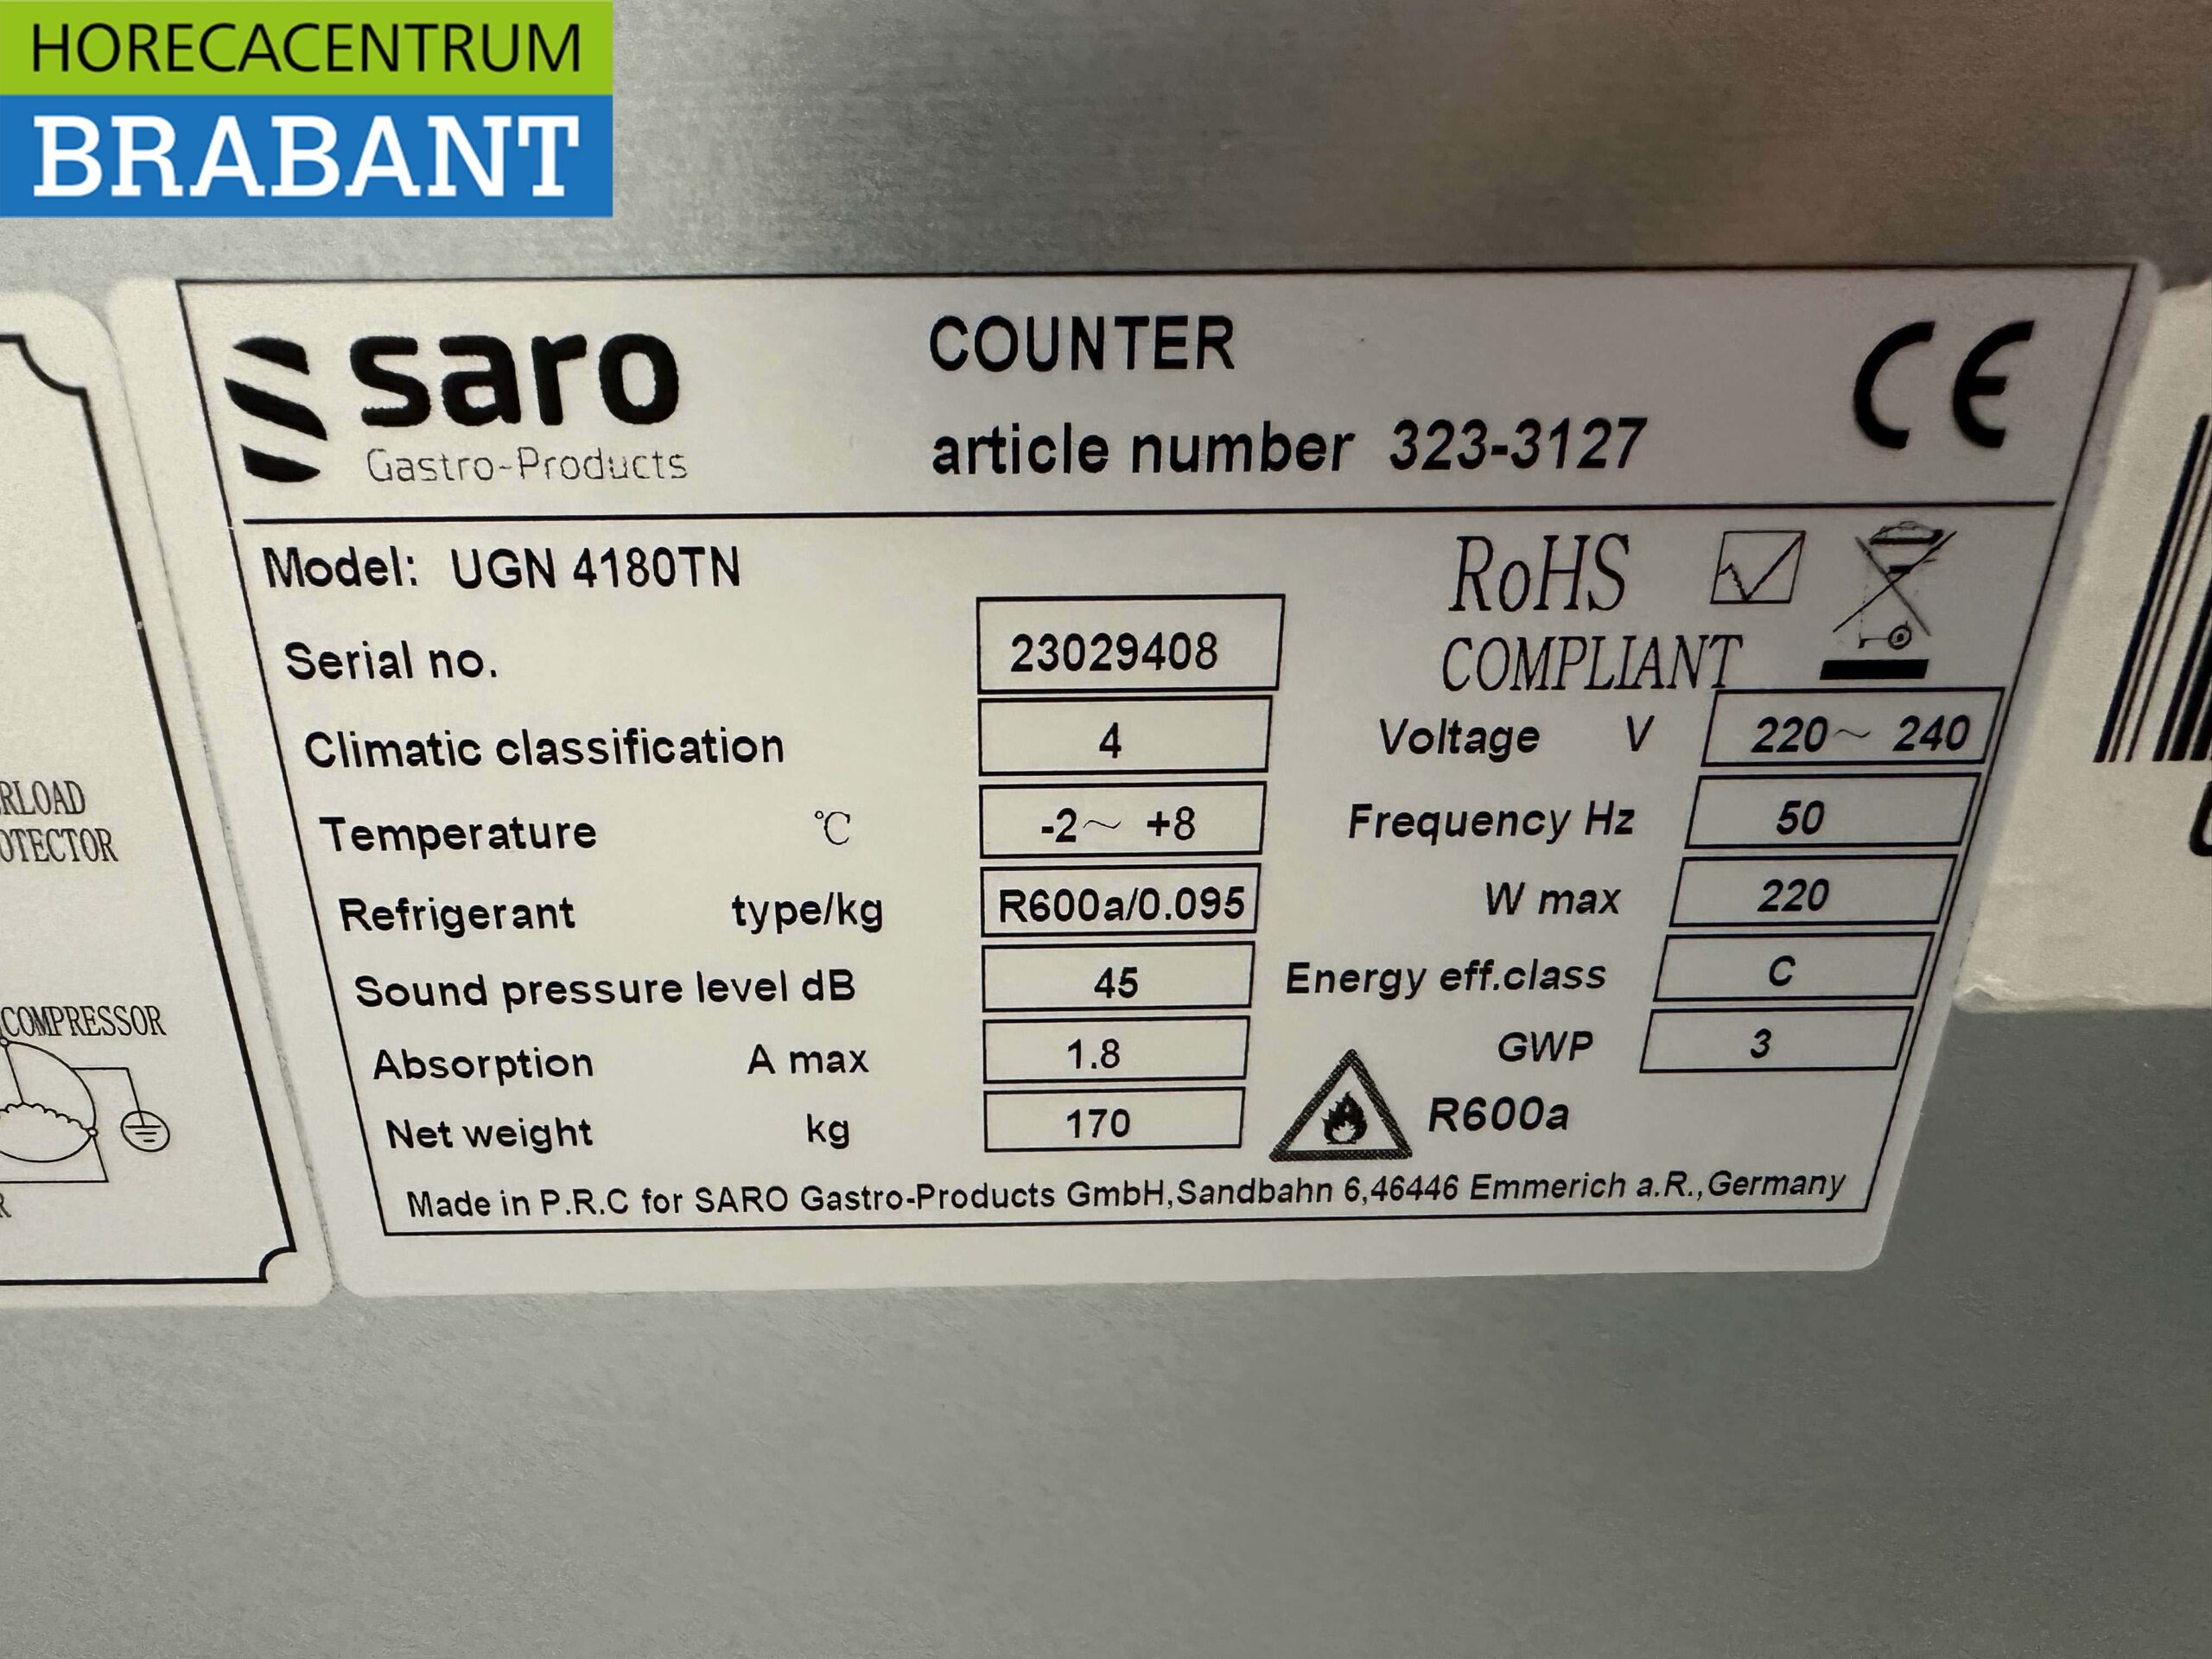 HORECACENTRUM
BRABANT
saro
Gastro-Products
COUNTER
article number 323-3127
CE
Model: UGN 4180TN
RoHS
COMPLIANT
Serial no. 23029408
Climatic classification 4
Voltage V 220~ 240
Temperature °C -2~ +8
Frequency Hz 50
Refrigerant type/kg R600a/0.095
W max 220
Sound pressure level dB 45
Energy eff.class C
Absorption A max 1.8
GWP 3
Net weight kg 170
R600a
Made in P.R.C for SARO Gastro-Products GmbH,Sandbahn 6,46446 Emmerich a.R.,Germany
RLOAD
OTECTOR
COMPRESSOR